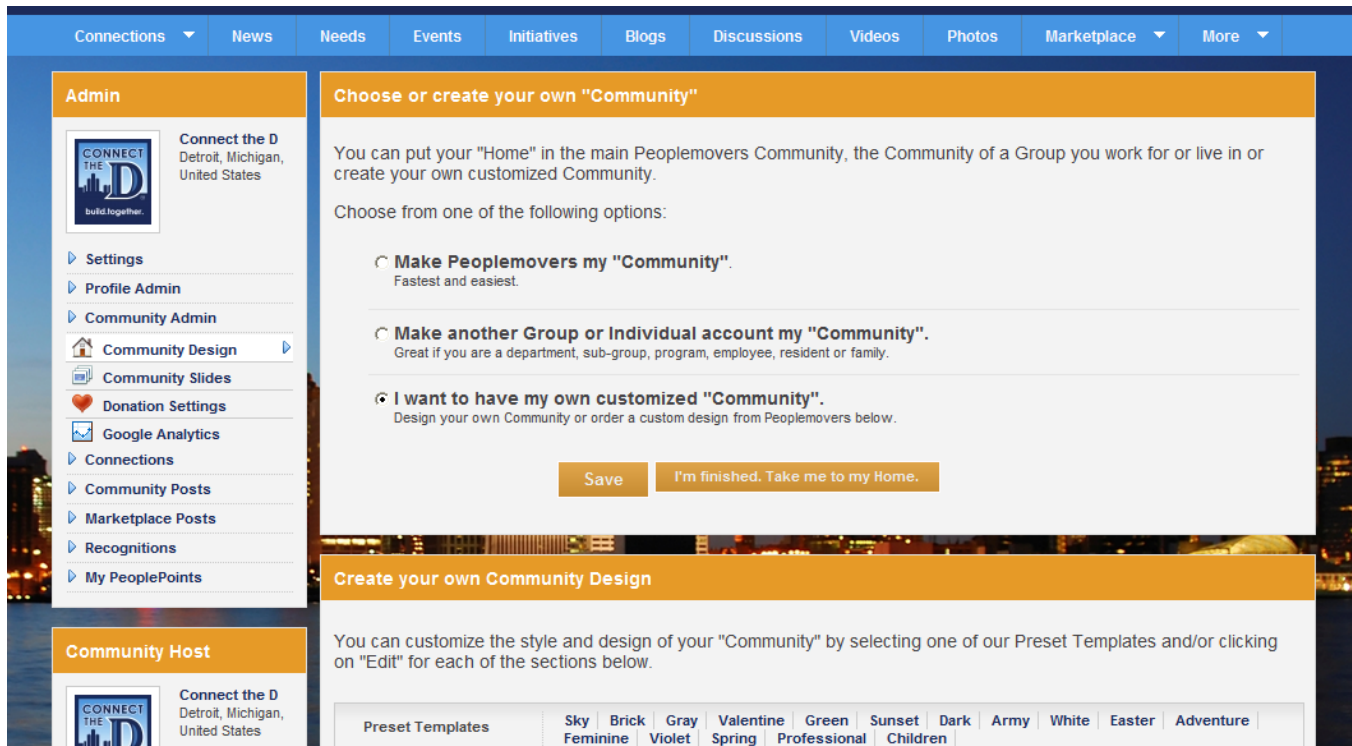 Connections News Needs Events Initiatives Blogs Discussions Videos Photos Marketplace More
Admin
CONNECT
THE
D
build.together.
Connect the D
Detroit, Michigan,
United States
Settings
Profile Admin
Community Admin
Community Design
Community Slides
Donation Settings
Google Analytics
Connections
Community Posts
Marketplace Posts
Recognitions
My PeoplePoints
Community Host
CONNECT
THE
D
Connect the D
Detroit, Michigan,
United States
Choose or create your own "Community"
You can put your "Home" in the main Peoplemovers Community, the Community of a Group you work for or live in or
create your own customized Community.
Choose from one of the following options:
Make Peoplemovers my "Community".
Fastest and easiest.
Make another Group or Individual account my "Community".
Great if you are a department, sub-group, program, employee, resident or family.
I want to have my own customized "Community".
Design your own Community or order a custom design from Peoplemovers below.
Save I'm finished. Take me to my Home.
Create your own Community Design
You can customize the style and design of your "Community" by selecting one of our Preset Templates and/or clicking
on "Edit" for each of the sections below.
Preset Templates
Sky Brick Gray Valentine Green Sunset Dark Army White Easter Adventure
Feminine Violet Spring Professional Children